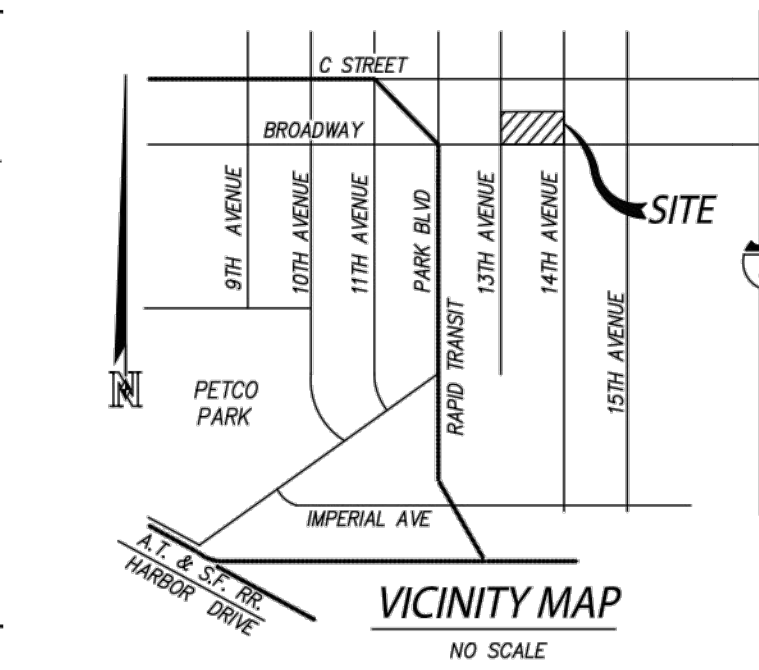 C STREET
BROADWAY
9TH AVENUE
10TH AVENUE
11TH AVENUE
PARK BLVD
13TH AVENUE
14TH AVENUE
SITE
15TH AVENUE
RAPID TRANSIT
N
PETCO
PARK
IMPERIAL AVE
A.T. & S.F. RR.
HARBOR DRIVE
VICINITY MAP
NO SCALE